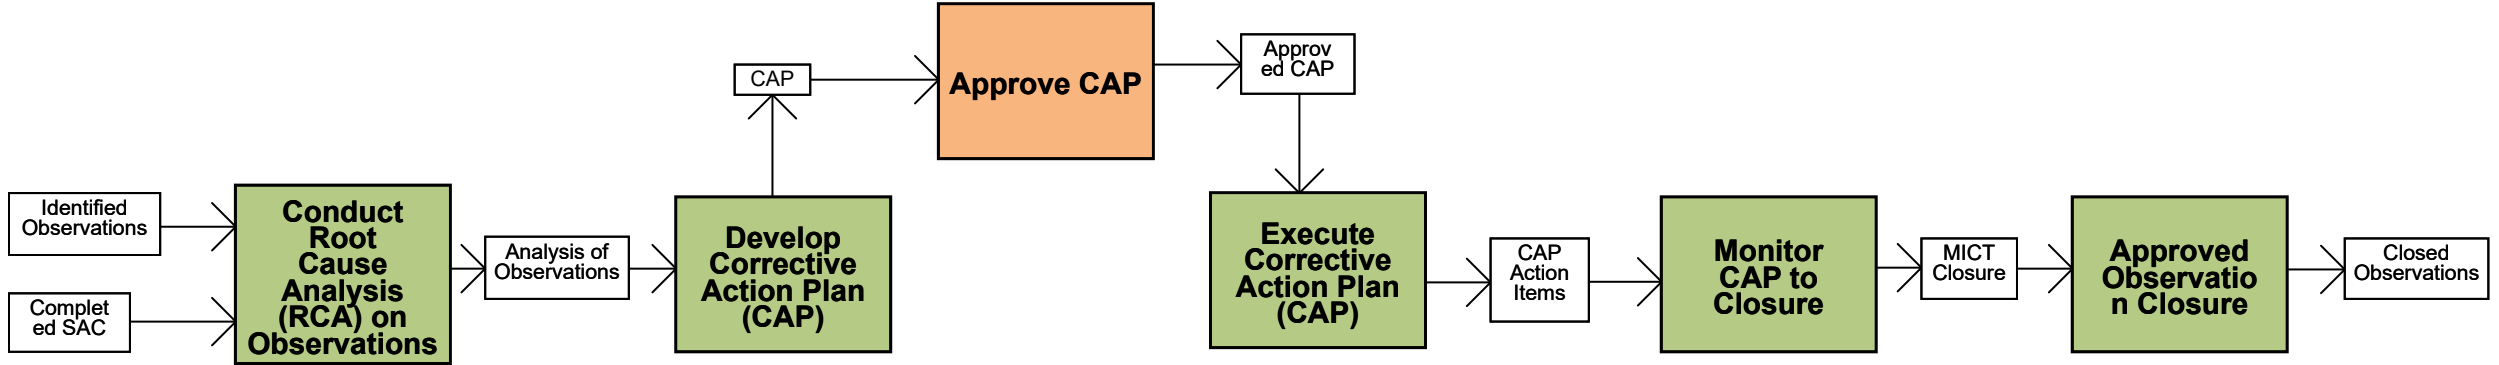 Identified
Observations
Complet
ed SAC
Conduct
Root
Cause
Analysis
(RCA) on
Observations
Analysis of
Observations
Develop
Corrective
Action Plan
(CAP)
CAP
Approve CAP
Approv
ed CAP
Execute
Corrective
Action Plan
(CAP)
CAP
Action
Items
Monitor
CAP to
Closure
MICT
Closure
Approved
Observatio
n Closure
Closed
Observations